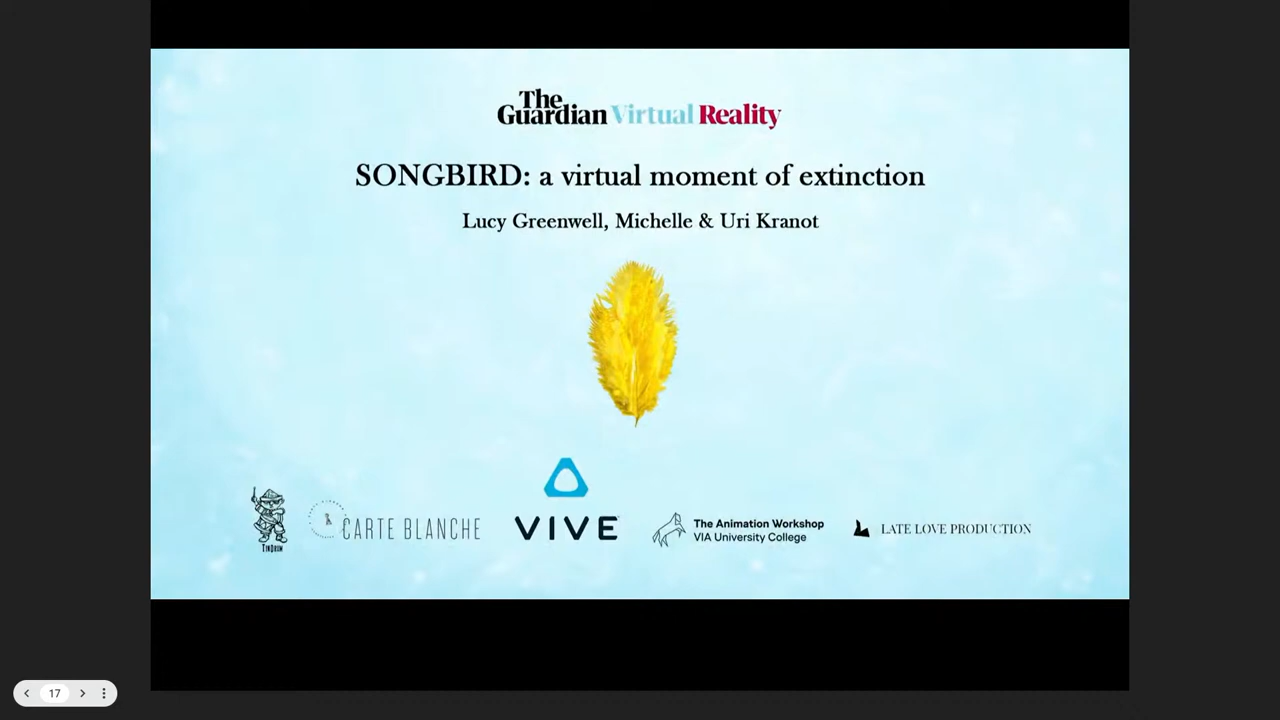 The
Guardian Virtual Reality
SONGBIRD: a virtual moment of extinction
Lucy Greenwell, Michelle & Uri Kranot
TinDrum
CARTE BLANCHE
VIVE
The Animation Workshop
VIA University College
LATE LOVE PRODUCTION
17